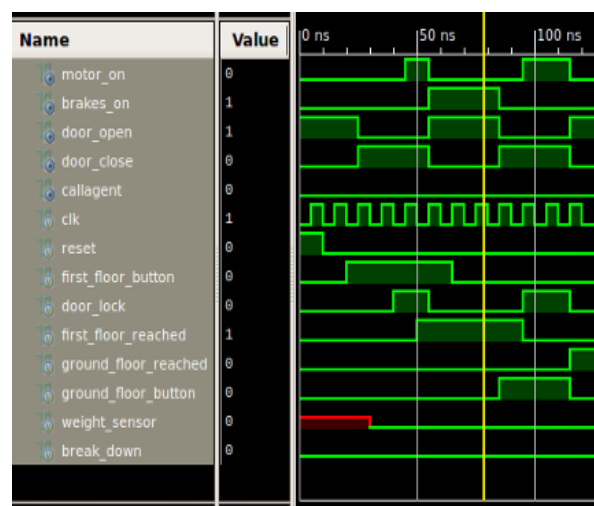 Name Value 0 ns 50 ns 100 ns
motor_on 0
brakes_on 1
door_open 1
door_close 0
callagent 0
clk 1
reset 0
first_floor_button 0
door_lock 0
first_floor_reached 1
ground_floor_reached 0
ground_floor_button 0
weight_sensor 0
break_down 0